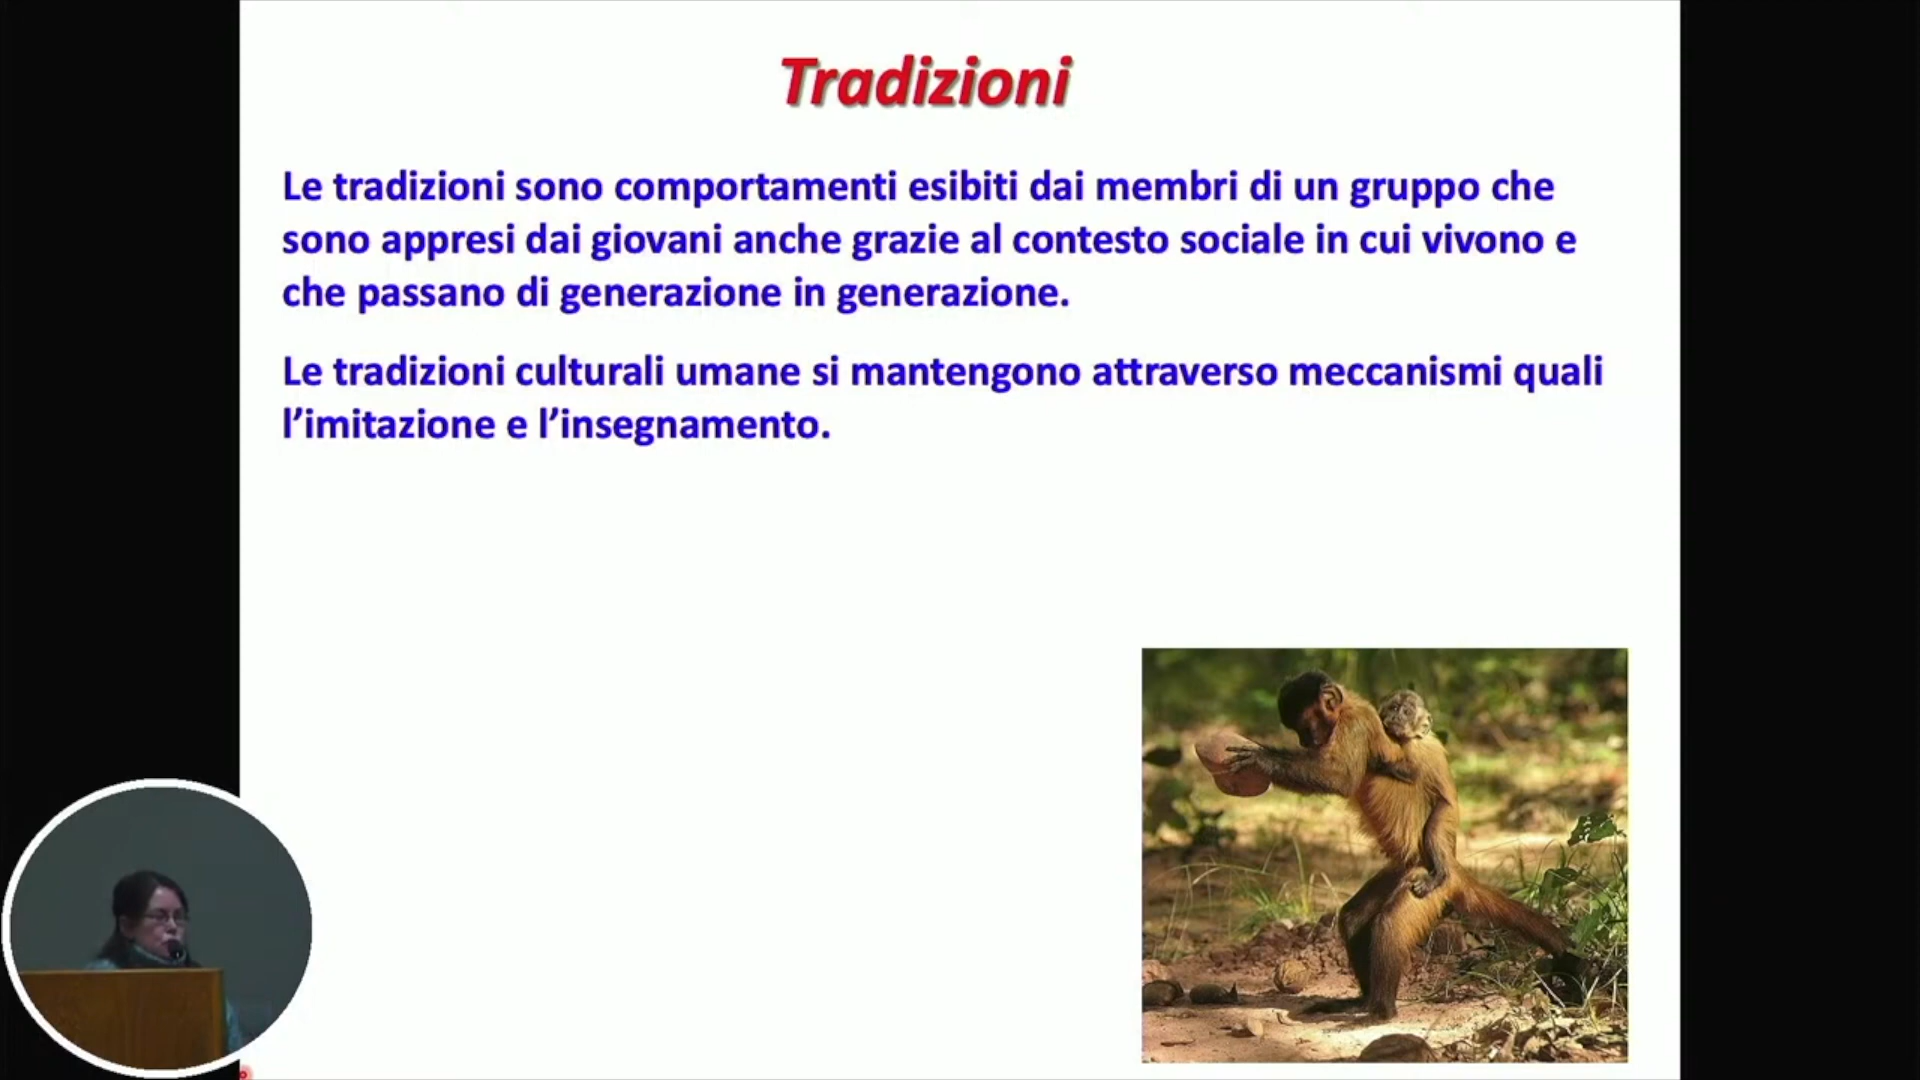 Tradizioni
Le tradizioni sono comportamenti esibiti dai membri di un gruppo che
sono appresi dai giovani anche grazie al contesto sociale in cui vivono e
che passano di generazione in generazione.
Le tradizioni culturali umane si mantengono attraverso meccanismi quali
l’imitazione e l’insegnamento.